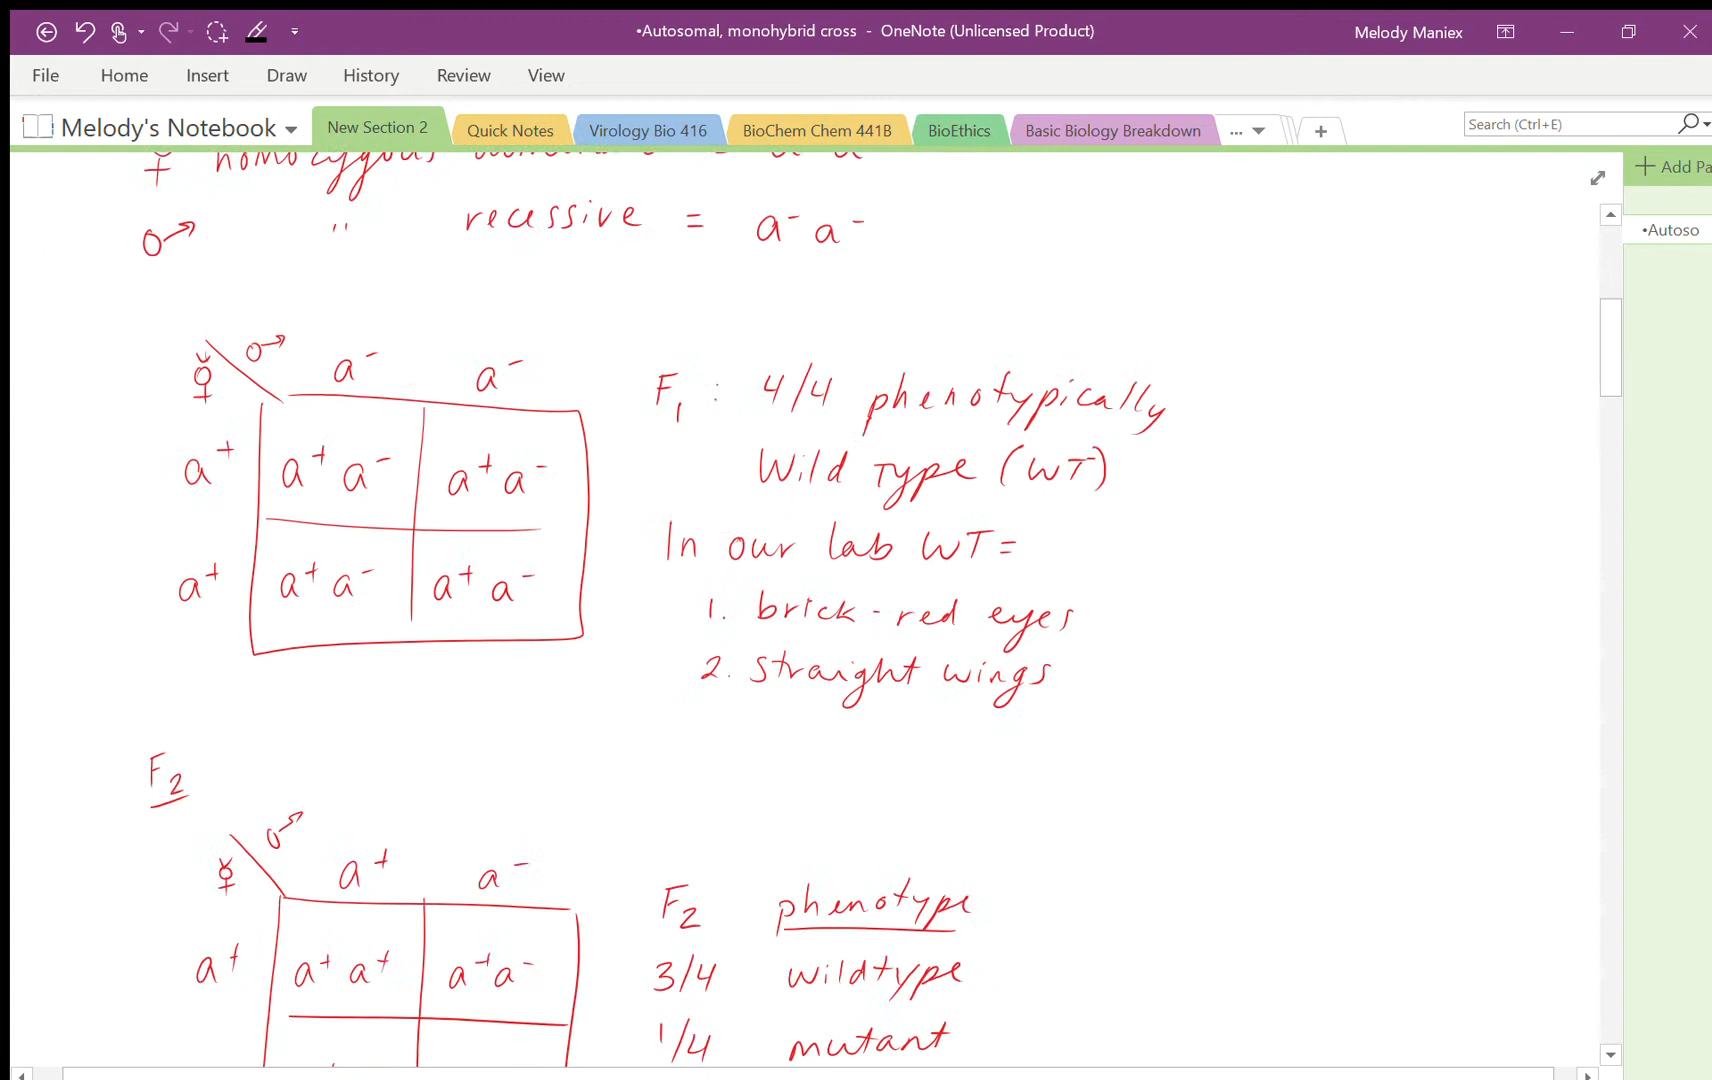 •Autosomal, monohybrid cross - OneNote (Unlicensed Product)
Melody Maniex
File Home Insert Draw History Review View
Melody's Notebook
New Section 2
Quick Notes
Virology Bio 416
BioChem Chem 441B
BioEthics
Basic Biology Breakdown
...
Search (Ctrl+E)
Add Pa
•Autoso
♀ homozygous
♂ " recessive = a⁻ a⁻
♀ ♂ a⁻ a⁻
a⁺ a⁺ a⁻ a⁺ a⁻
a⁺ a⁺ a⁻ a⁺ a⁻
F₁ : 4/4 phenotypically
Wild Type (WT)
In our lab WT=
1. brick-red eyes
2. straight wings
F₂
♀ ♂ a⁺ a⁻
a⁺ a⁺ a⁺ a⁺ a⁻
F₂ phenotype
3/4 wildtype
1/4 mutant